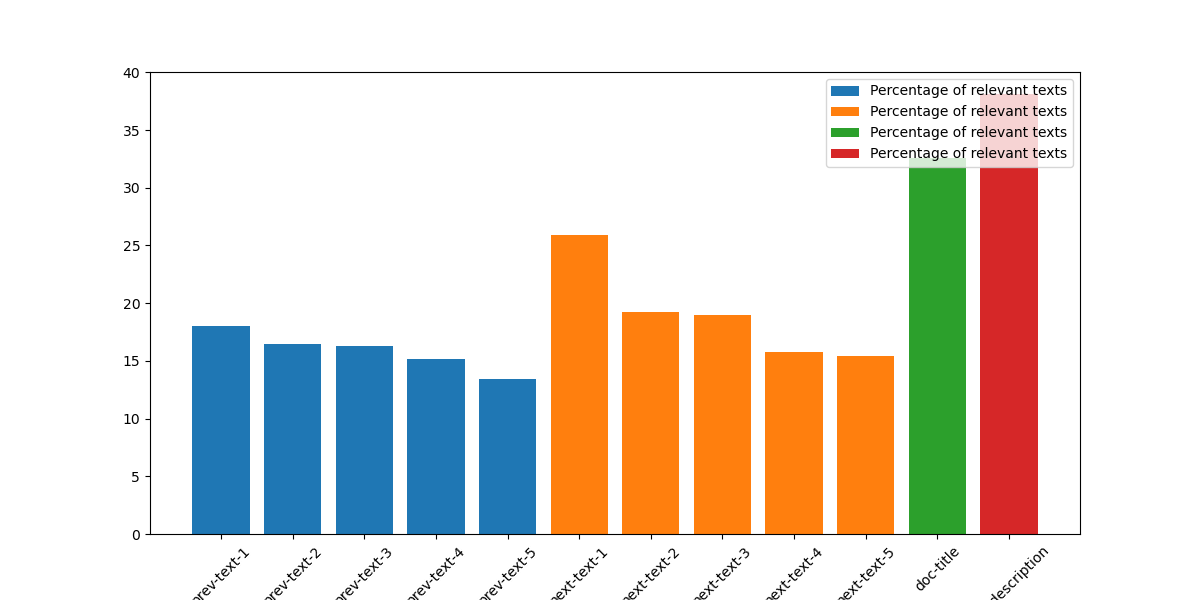 40
35
30
25
20
15
10
5
0
Percentage of relevant texts
Percentage of relevant texts
Percentage of relevant texts
Percentage of relevant texts
prev-text-1
prev-text-2
prev-text-3
prev-text-4
prev-text-5
next-text-1
next-text-2
next-text-3
next-text-4
next-text-5
doc-title
description